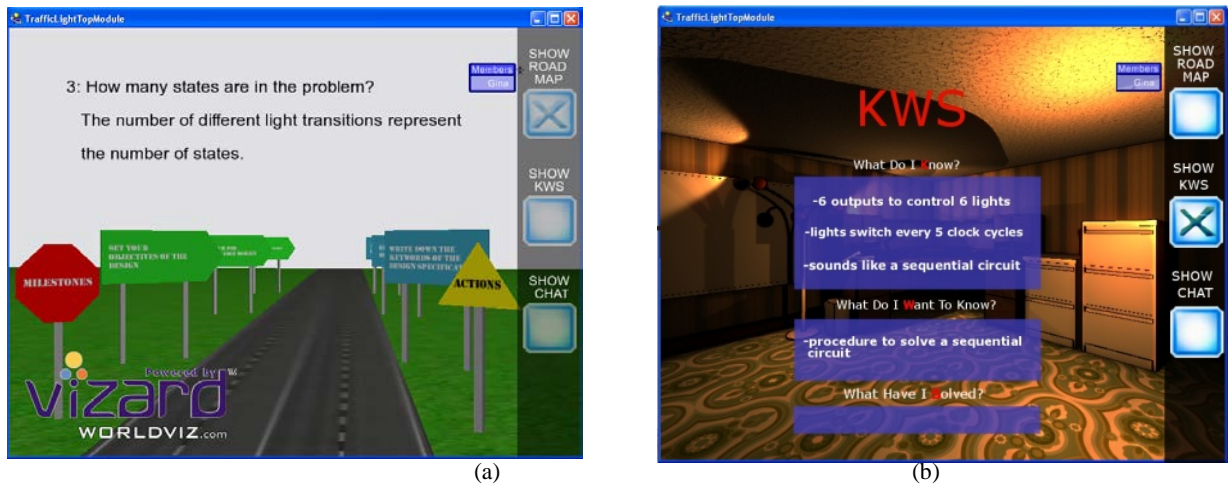 TrafficLightTopModule
3: How many states are in the problem?
The number of different light transitions represent
the number of states.
Members
Gina
SHOW
ROAD
MAP
SHOW
KWS
SHOW
CHAT
SET YOUR
OBJECTIVES OF THE
DESIGN
WRITE DOWN THE
KEYWORDS OF THE
DESIGN
MILESTONES
ACTIONS
Powered by
vizard
WORLDVIZ.com
(a)
TrafficLightTopModule
Members
Gina
SHOW
ROAD
MAP
SHOW
KWS
SHOW
CHAT
KWS
What Do I Know?
-6 outputs to control 6 lights
-lights switch every 5 clock cycles
-sounds like a sequential circuit
What Do I Want To Know?
-procedure to solve a sequential
circuit
What Have I Solved?
(b)